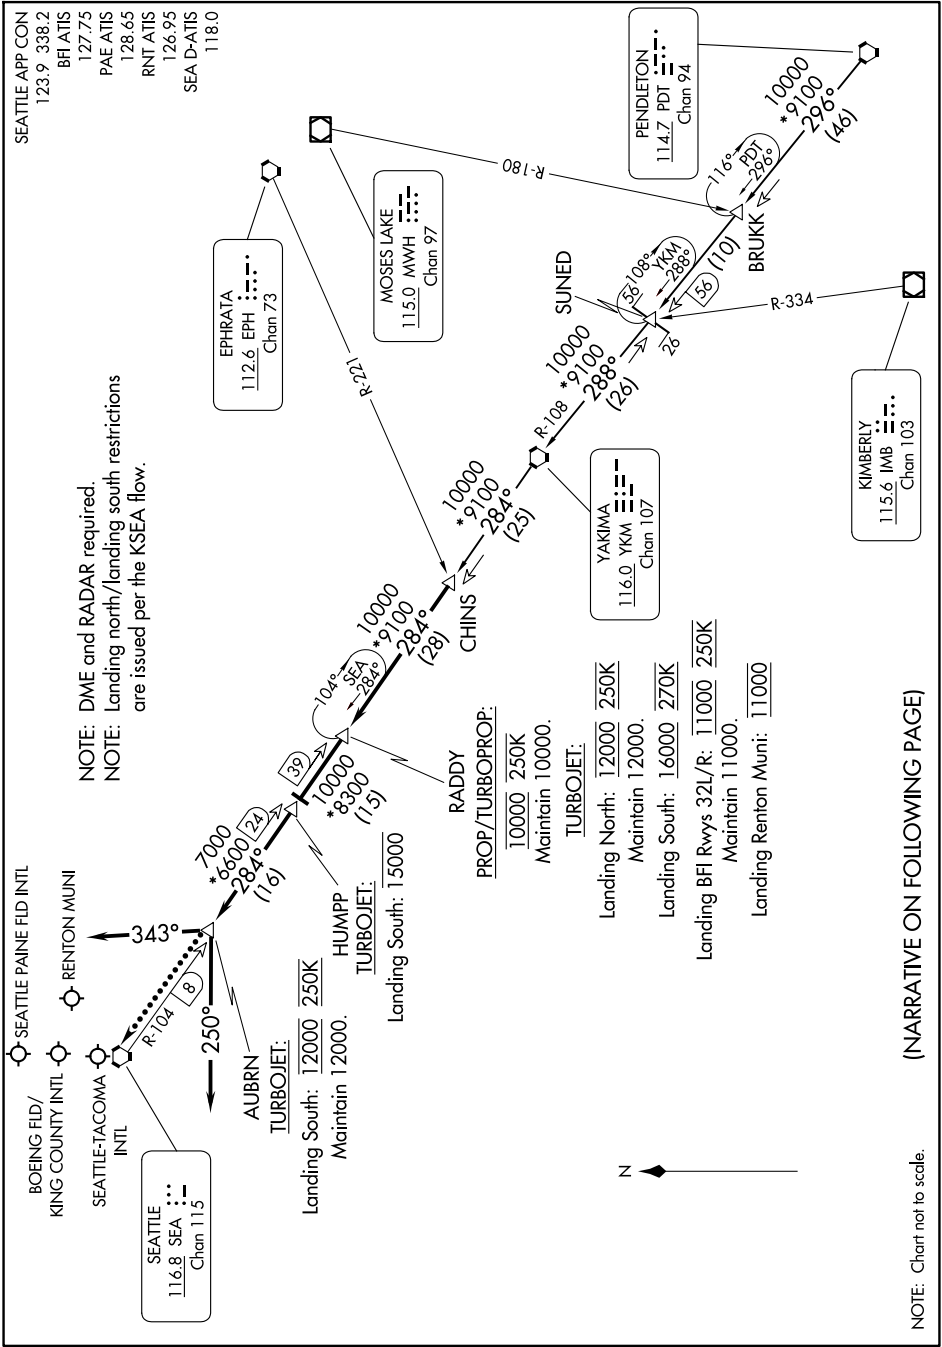 SEATTLE APP CON
123.9 338.2
BFI ATIS
127.75
PAE ATIS
128.65
RNT ATIS
126.95
SEA D-ATIS
118.0
NOTE: DME and RADAR required.
NOTE: Landing north/landing south restrictions
are issued per the KSEA flow.
SEATTLE PAINE FLD INTL
BOEING FLD/
KING COUNTY INTL
RENTON MUNI
SEATTLE-TACOMA
INTL
SEATTLE
116.8 SEA
Chan 115
EPHRATA
112.6 EPH
Chan 73
MOSES LAKE
115.0 MWH
Chan 97
PENDLETON
114.7 PDT
Chan 94
YAKIMA
116.0 YKM
Chan 107
KIMBERLY
115.6 IMB
Chan 103
343°
R-104
8
250°
7000
*6600
284°
(16)
24
39
10000
*8300
(15)
104°
SEA
284°
10000
*9100
284°
(28)
R-221
CHINS
10000
*9100
284°
(25)
R-108
10000
*9100
288°
(26)
SUNED
56
108°
YKM
288°
26
56
(10)
R-334
R-180
BRUKK
116°
PDT
296°
10000
*9100
296°
(46)
AUBRN
TURBOJET:
Landing South: 12000 250K
Maintain 12000.
HUMPP
TURBOJET:
Landing South: 15000
RADDY
PROP/TURBOPROP:
10000 250K
Maintain 10000.
TURBOJET:
Landing North: 12000 250K
Maintain 12000.
Landing South: 16000 270K
Landing BFI Rwys 32L/R: 11000 250K
Maintain 11000.
Landing Renton Muni: 11000
N
(NARRATIVE ON FOLLOWING PAGE)
NOTE: Chart not to scale.